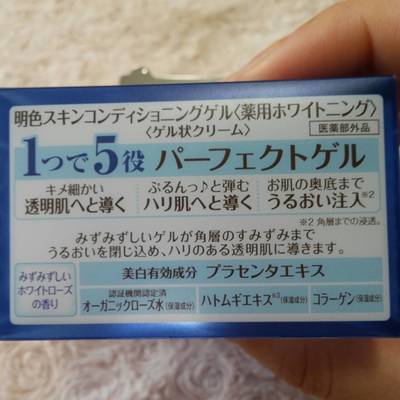 明色スキンコンディショニングゲル〈薬用ホワイトニング〉
〈ゲル状クリーム〉
医薬部外品
1つで5役 パーフェクトゲル
キメ細かい
透明肌へと導く
ぷるんっ♪と弾む
ハリ肌へと導く
お肌の奥底まで
うるおい注入※2
※2 角層までの浸透。
みずみずしいゲルが角層のすみずみまで
うるおいを閉じ込め、ハリのある透明肌に導きます。
みずみずしい
ホワイトローズ
の香り
美白有効成分 プラセンタエキス
認証機関認定済
オーガニックローズ水(保湿成分)
ハトムギエキス※3(保湿成分)
コラーゲン(保湿成分)